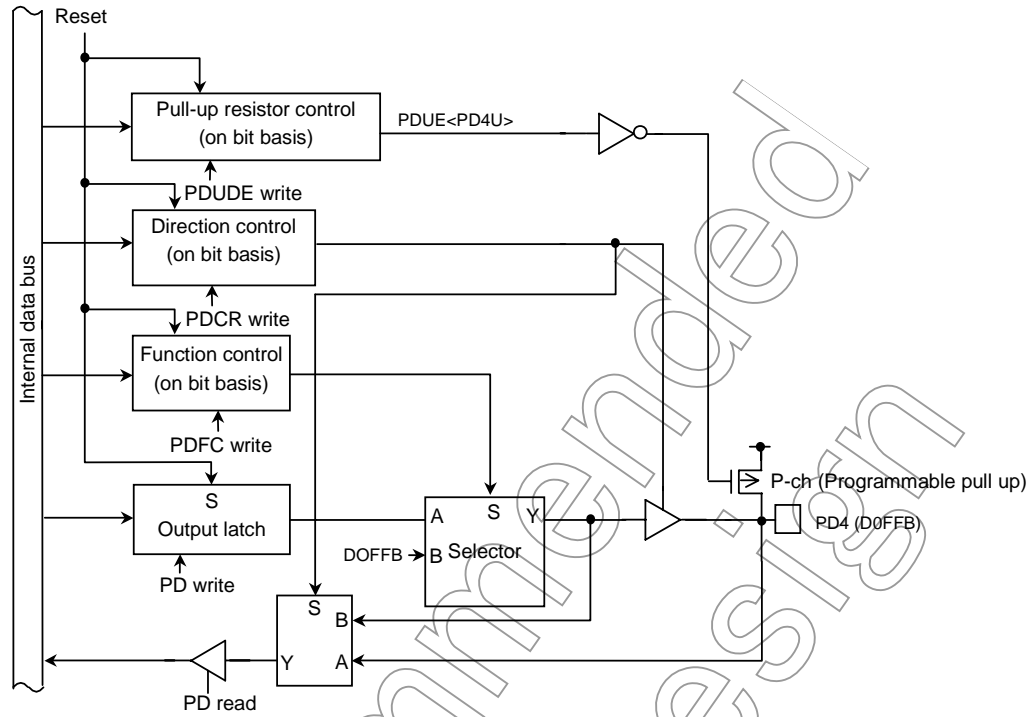 Reset
Internal data bus
Pull-up resistor control
(on bit basis)
PDUE<PD4U>
PDUDE write
Direction control
(on bit basis)
PDCR write
Function control
(on bit basis)
PDFC write
S
Output latch
PD write
A
S
Y
DOFFB
B
Selector
P-ch (Programmable pull up)
PD4 (D0FFB)
S
B
Y
A
PD read
mmended
esign